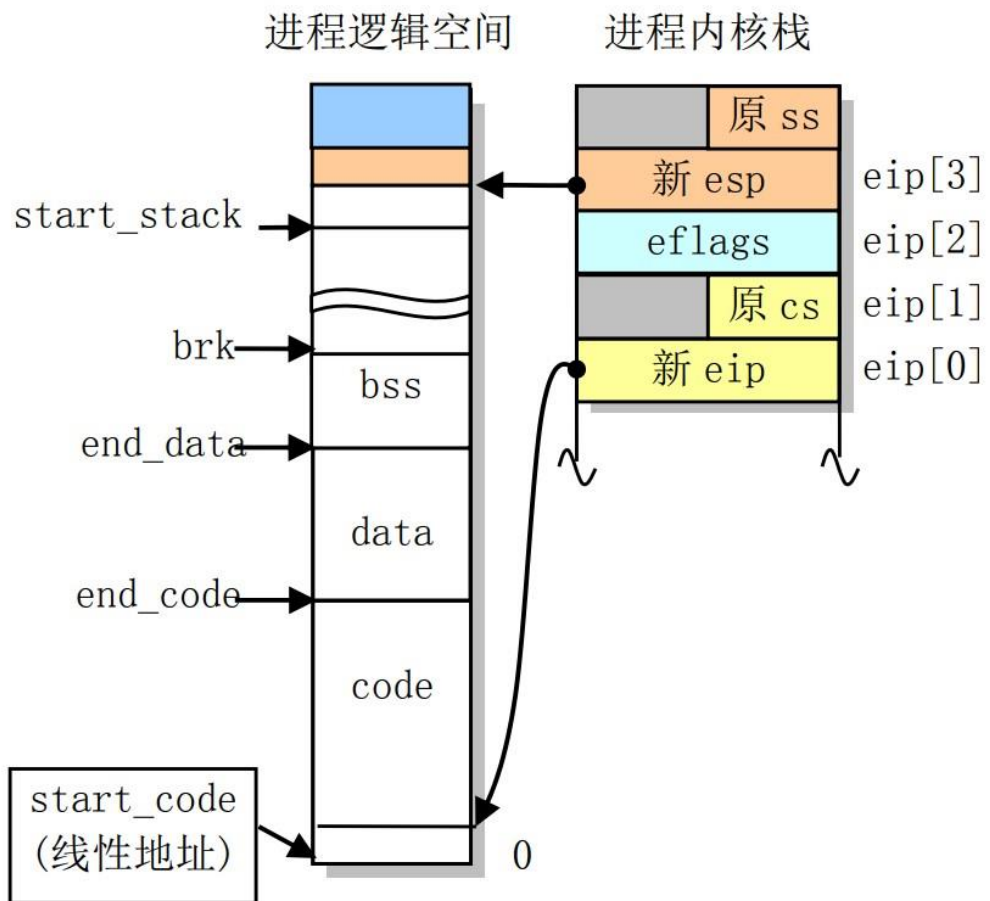 进程逻辑空间
进程内核栈
原 ss
新 esp
eip[3]
start_stack
eflags
eip[2]
原 cs
eip[1]
brk
新 eip
eip[0]
bss
end_data
data
end_code
code
start_code
(线性地址)
0